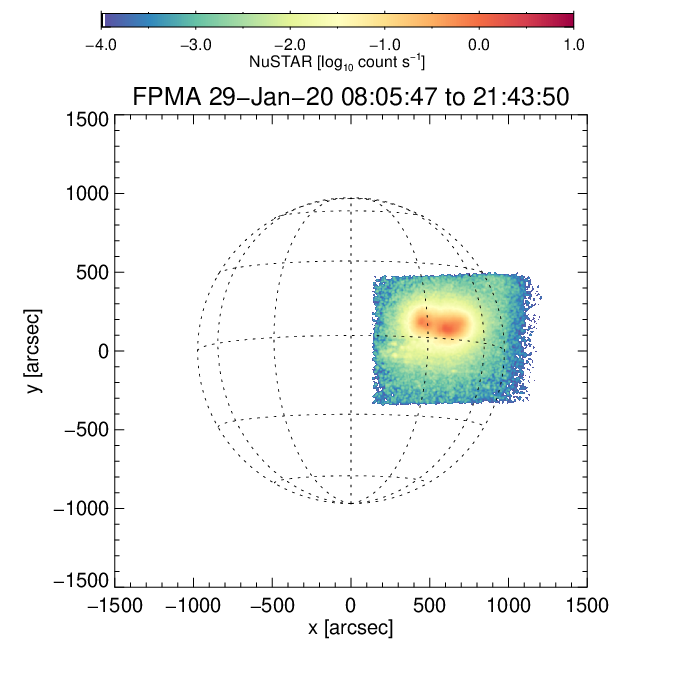 −4.0 −3.0 −2.0 −1.0 0.0 1.0
NuSTAR [log₁₀ count s⁻¹]
FPMA 29−Jan−20 08:05:47 to 21:43:50
1500
1000
500
0
−500
−1000
−1500
y [arcsec]
−1500 −1000 −500 0 500 1000 1500
x [arcsec]